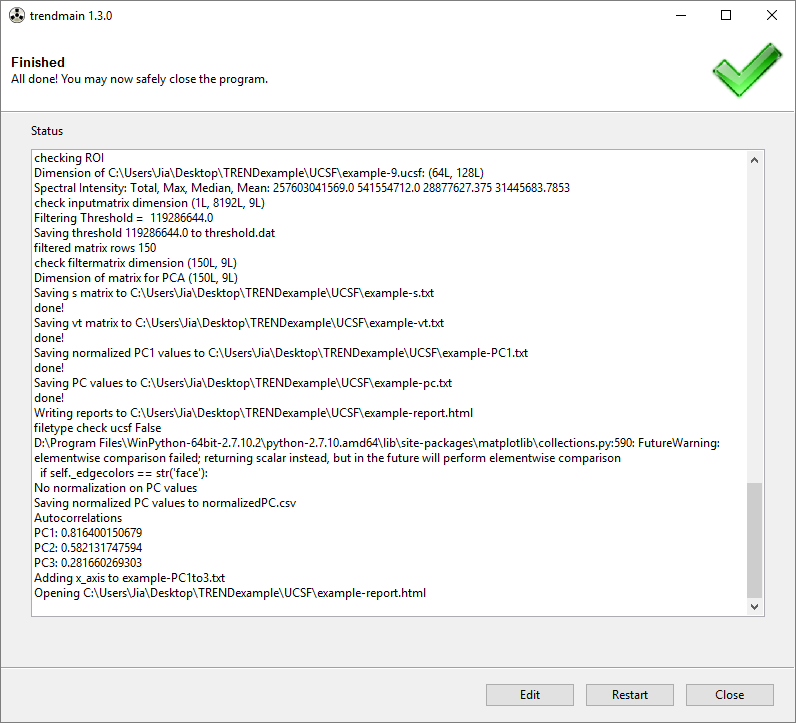 trendmain 1.3.0
Finished
All done! You may now safely close the program.
Status
checking ROI
Dimension of C:\Users\Jia\Desktop\TRENDexample\UCSF\example-9.ucsf: (64L, 128L)
Spectral Intensity: Total, Max, Median, Mean: 257603041569.0 541554712.0 28877627.375 31445683.7853
check inputmatrix dimension (1L, 8192L, 9L)
Filtering Threshold =  119286644.0
Saving threshold 119286644.0 to threshold.dat
filtered matrix rows 150
check filtermatrix dimension (150L, 9L)
Dimension of matrix for PCA (150L, 9L)
Saving s matrix to C:\Users\Jia\Desktop\TRENDexample\UCSF\example-s.txt
done!
Saving vt matrix to C:\Users\Jia\Desktop\TRENDexample\UCSF\example-vt.txt
done!
Saving normalized PC1 values to C:\Users\Jia\Desktop\TRENDexample\UCSF\example-PC1.txt
done!
Saving PC values to C:\Users\Jia\Desktop\TRENDexample\UCSF\example-pc.txt
done!
Writing reports to C:\Users\Jia\Desktop\TRENDexample\UCSF\example-report.html
filetype check ucsf False
D:\Program Files\WinPython-64bit-2.7.10.2\python-2.7.10.amd64\lib\site-packages\matplotlib\collections.py:590: FutureWarning:
elementwise comparison failed; returning scalar instead, but in the future will perform elementwise comparison
  if self._edgecolors == str('face'):
No normalization on PC values
Saving normalized PC values to normalizedPC.csv
Autocorrelations
PC1: 0.816400150679
PC2: 0.582131747594
PC3: 0.281660269303
Adding x_axis to example-PC1to3.txt
Opening C:\Users\Jia\Desktop\TRENDexample\UCSF\example-report.html
Edit
Restart
Close